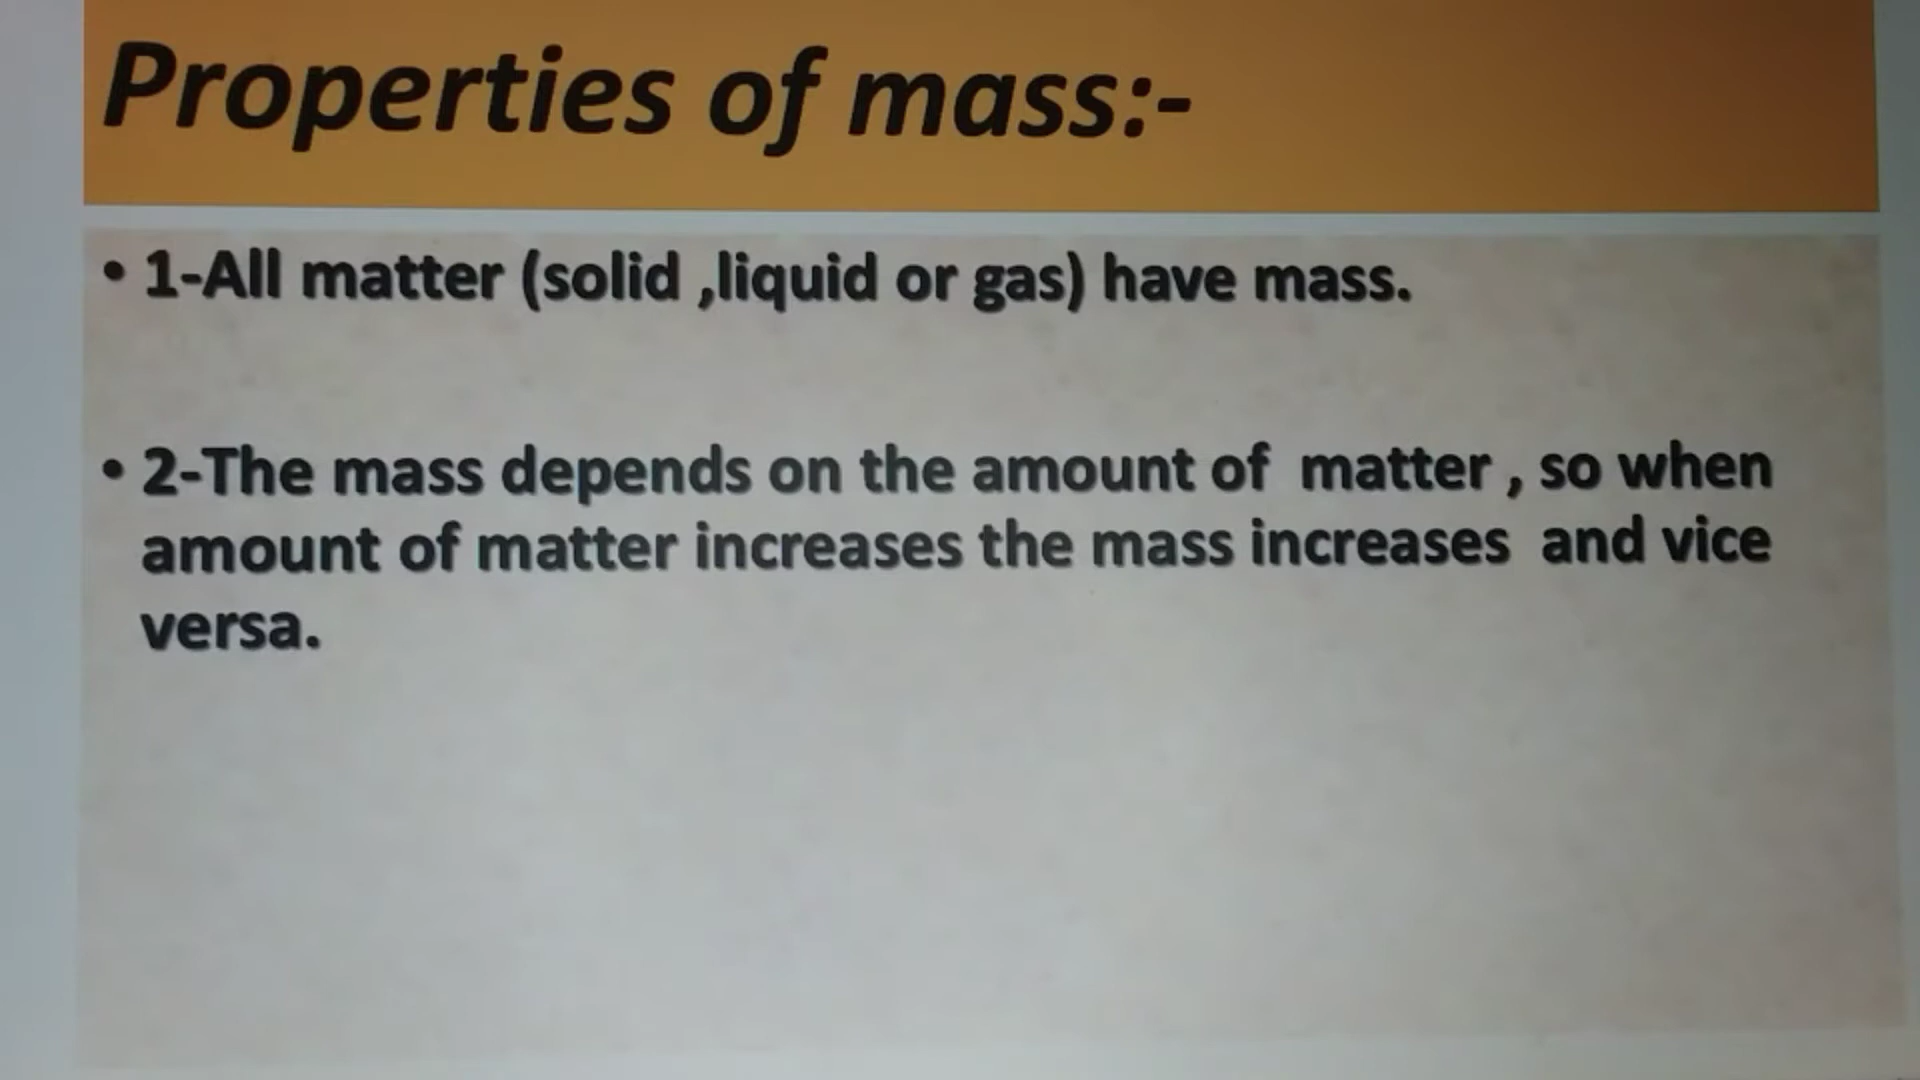 Properties of mass:-
• 1-All matter (solid ,liquid or gas) have mass.
• 2-The mass depends on the amount of matter , so when
amount of matter increases the mass increases and vice
versa.